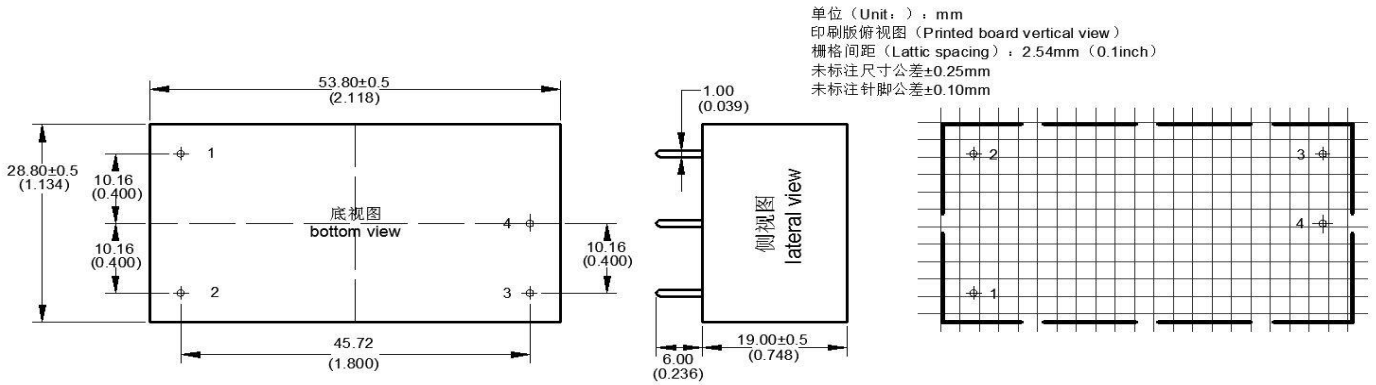 单位（Unit：）：mm
印刷版俯视图（Printed board vertical view）
栅格间距（Lattic spacing）：2.54mm（0.1inch）
未标注尺寸公差±0.25mm
未标注针脚公差±0.10mm
53.80±0.5
(2.118)
28.80±0.5
(1.134)
10.16
(0.400)
10.16
(0.400)
1
2
底视图
bottom view
4
3
10.16
(0.400)
45.72
(1.800)
1.00
(0.039)
侧视图
lateral view
6.00
(0.236)
19.00±0.5
(0.748)
2
3
4
1